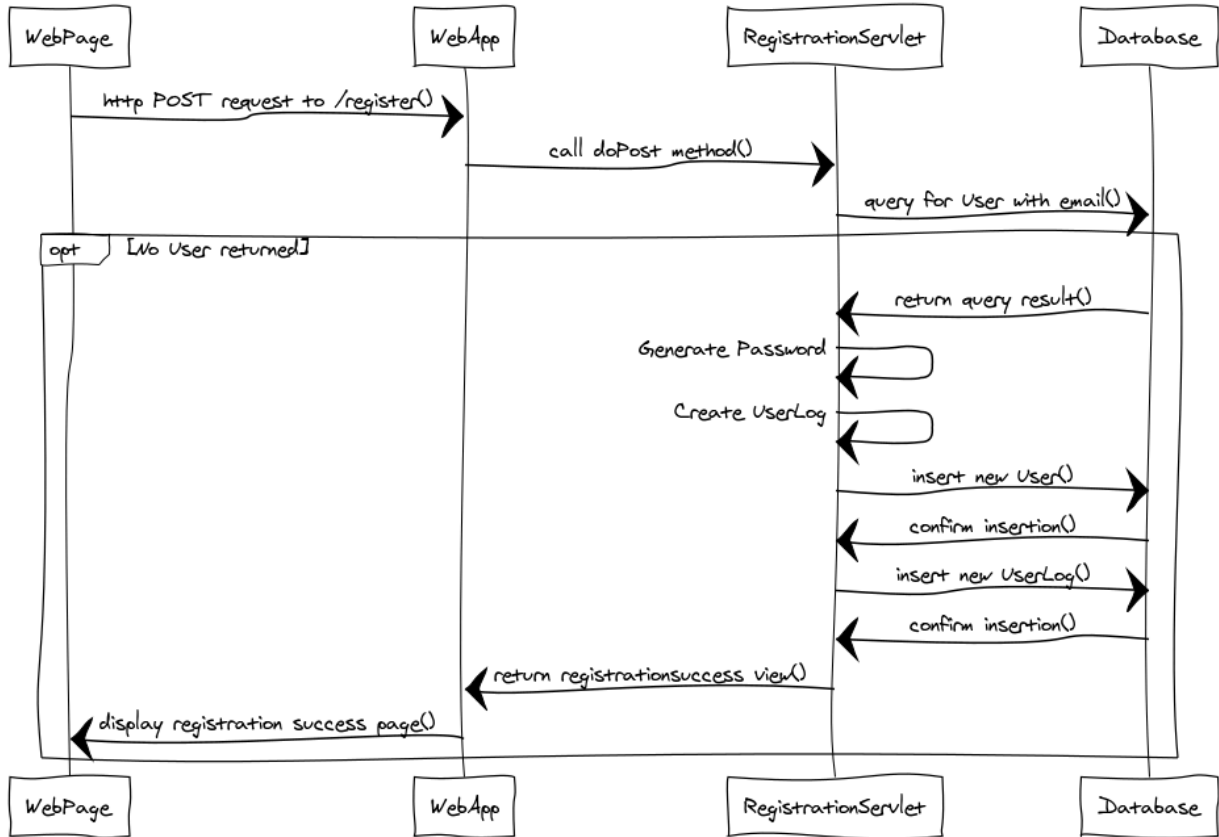 WebPage
WebApp
RegistrationServlet
Database
http POST request to /register()
call doPost method()
query for User with email()
opt
[No User returned]
return query result()
Generate Password
Create UserLog
insert new User()
confirm insertion()
insert new UserLog()
confirm insertion()
return registrationsuccess view()
display registration success page()
WebPage
WebApp
RegistrationServlet
Database